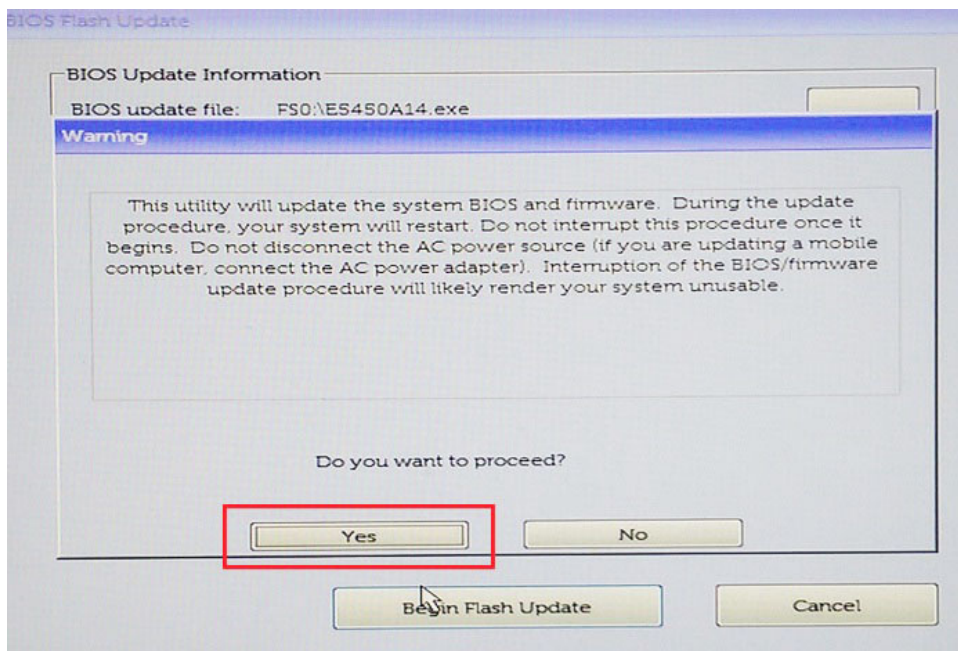 BIOS Flash Update
BIOS Update Information
BIOS update file: FS0:\E5450A14.exe
Warning
This utility will update the system BIOS and firmware. During the update
procedure, your system will restart. Do not interrupt this procedure once it
begins. Do not disconnect the AC power source (if you are updating a mobile
computer, connect the AC power adapter). Interruption of the BIOS/firmware
update procedure will likely render your system unusable.
Do you want to proceed?
Yes No
Begin Flash Update Cancel